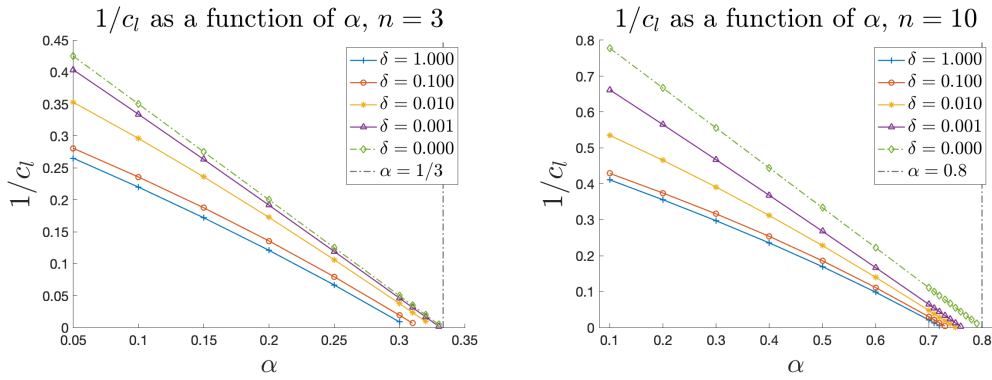 1/c_l as a function of α, n = 3
0.45
0.4
0.35
0.3
0.25
0.2
0.15
0.1
0.05
0
1/c_l
0.05
0.1
0.15
0.2
0.25
0.3
0.35
α
δ = 1.000
δ = 0.100
δ = 0.010
δ = 0.001
δ = 0.000
α = 1/3
1/c_l as a function of α, n = 10
0.8
0.7
0.6
0.5
0.4
0.3
0.2
0.1
0
1/c_l
0.1
0.2
0.3
0.4
0.5
0.6
0.7
0.8
α
δ = 1.000
δ = 0.100
δ = 0.010
δ = 0.001
δ = 0.000
α = 0.8